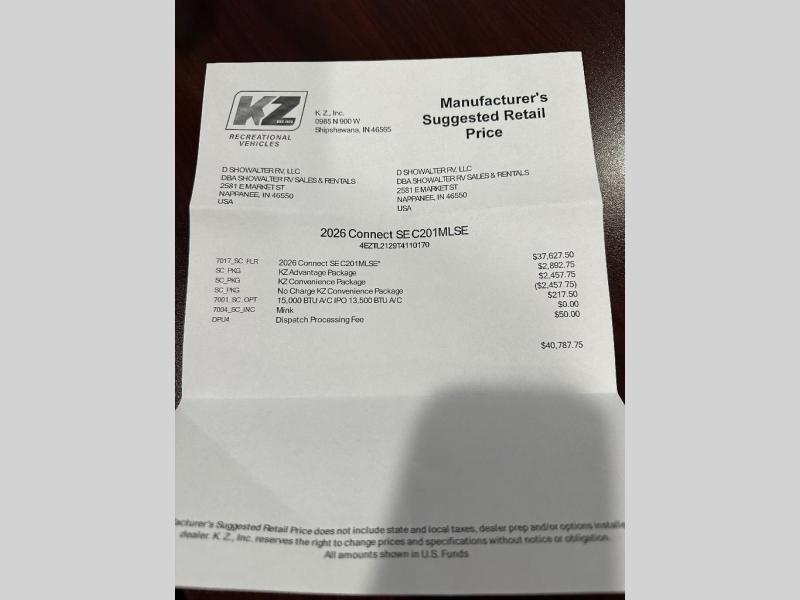 KZ
RECREATIONAL
VEHICLES
K. Z., Inc.
0985 N 900 W
Shipshewana, IN 46565
Manufacturer's
Suggested Retail
Price
D SHOWALTER RV, LLC
DBA SHOWALTER RV SALES & RENTALS
2581 E MARKET ST
NAPPANEE, IN 46550
USA
D SHOWALTER RV, LLC
DBA SHOWALTER RV SALES & RENTALS
2581 E MARKET ST
NAPPANEE, IN 46550
USA
2026 Connect SE C201MLSE
4EZTL2129T4110170
7017_SC_FLR 2026 Connect SE C201MLSE* $37,627.50
SC_PKG KZ Advantage Package $2,892.75
SC_PKG KZ Convenience Package $2,457.75
SC_PKG No Charge KZ Convenience Package ($2,457.75)
7001_SC_OPT 15,000 BTU A/C IPO 13,500 BTU A/C $217.50
7004_SC_INC Mink $0.00
DPU4 Dispatch Processing Fee $50.00
$40,787.75
acturer's Suggested Retail Price does not include state and local taxes, dealer prep and/or options installe
dealer. K. Z., Inc. reserves the right to change prices and specifications without notice or obligation.
All amounts shown in U.S. Funds